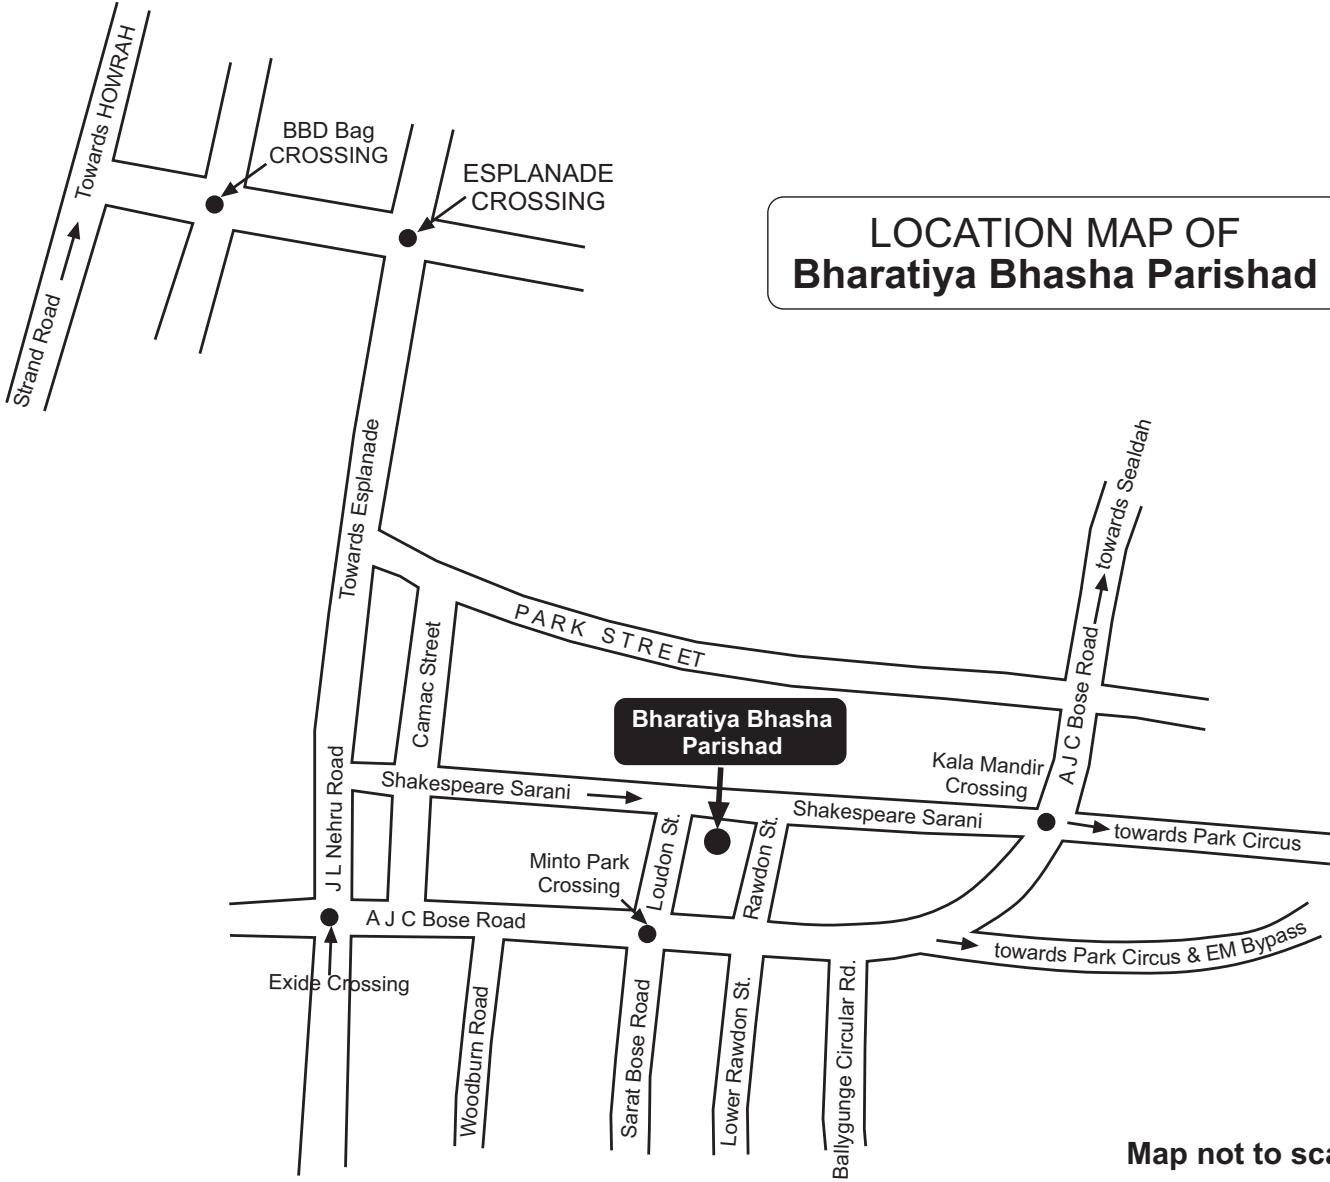 Towards HOWRAH
BBD Bag
CROSSING
ESPLANADE
CROSSING
LOCATION MAP OF
Bharatiya Bhasha Parishad
Strand Road
Towards Esplanade
towards Sealdah
PARK STREET
Camac Street
A J C Bose Road
Bharatiya Bhasha
Parishad
J L Nehru Road
Shakespeare Sarani
Kala Mandir
Crossing
Shakespeare Sarani
towards Park Circus
Minto Park
Crossing
Loudon St.
Rawdon St.
A J C Bose Road
towards Park Circus & EM Bypass
Exide Crossing
Woodburn Road
Sarat Bose Road
Lower Rawdon St.
Ballygunge Circular Rd.
Map not to